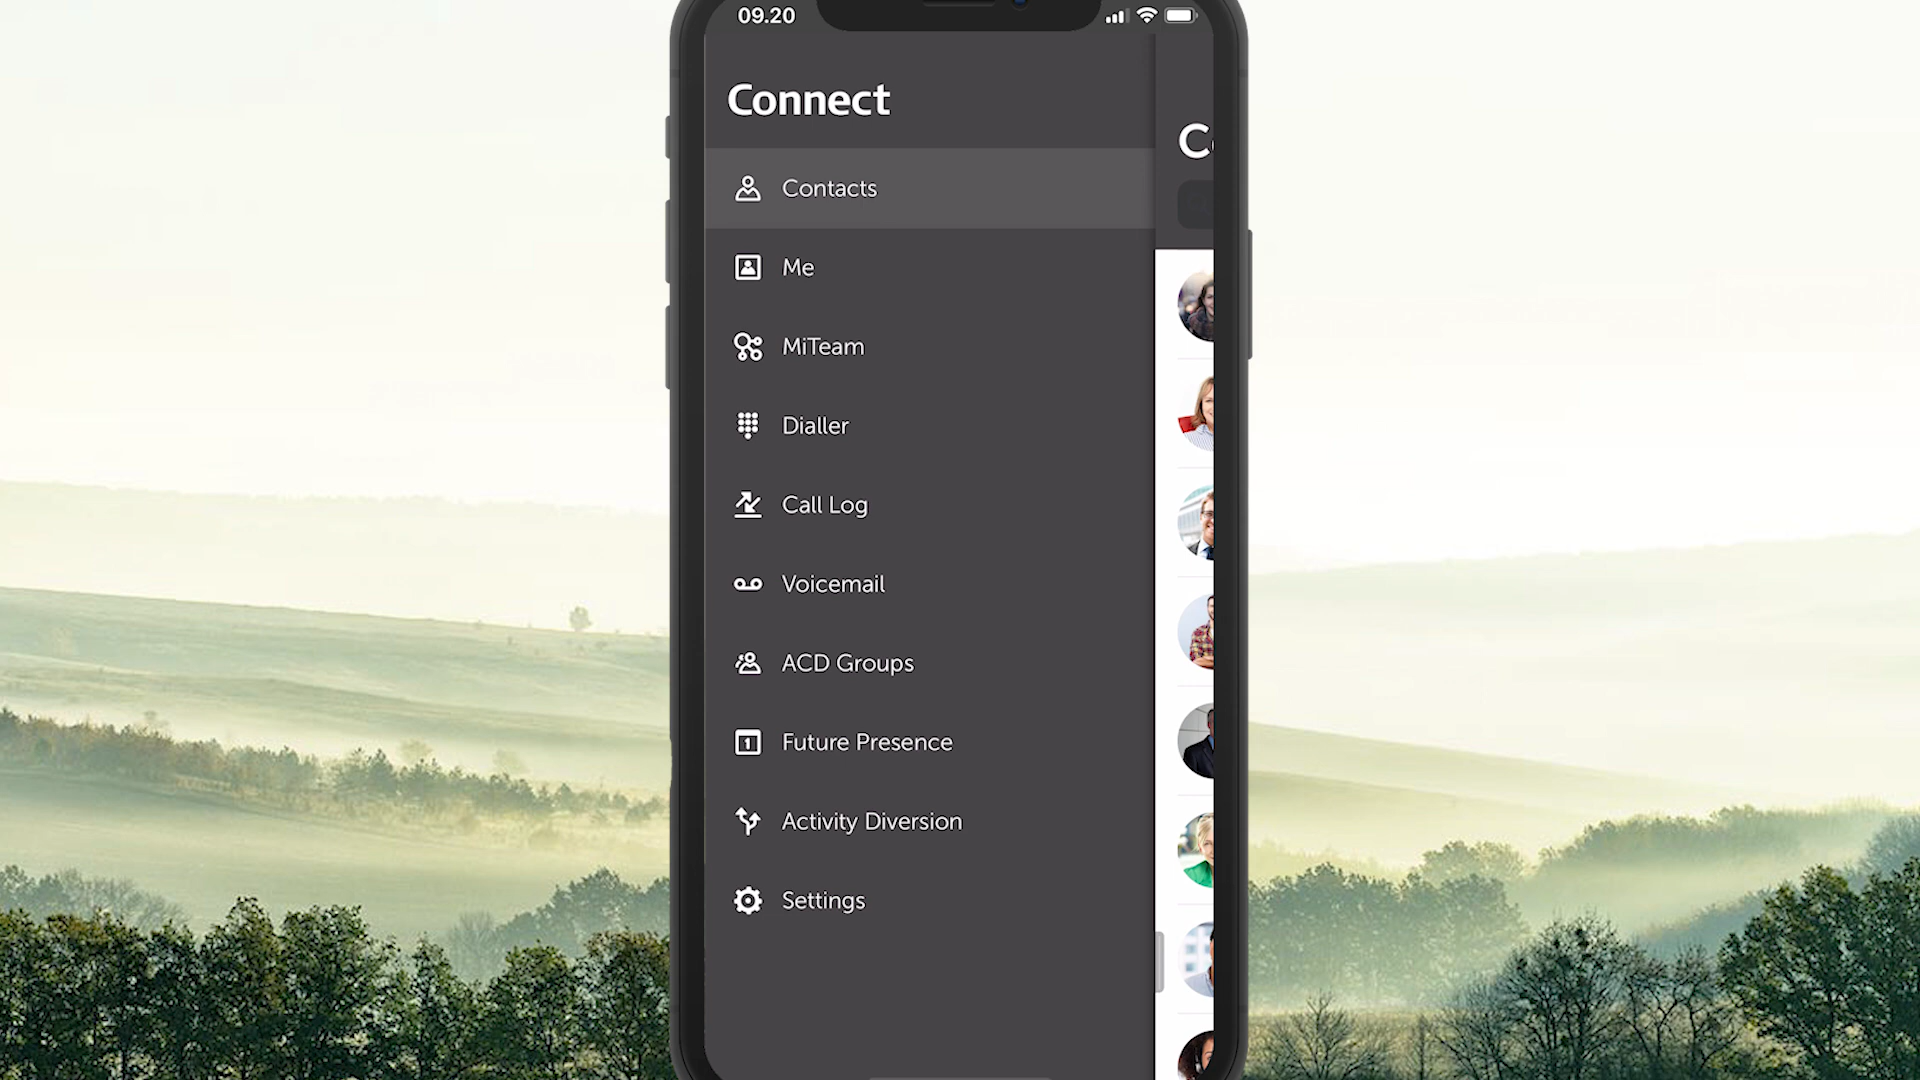 09.20
Connect
Contacts
Me
MiTeam
Dialler
Call Log
Voicemail
ACD Groups
Future Presence
Activity Diversion
Settings